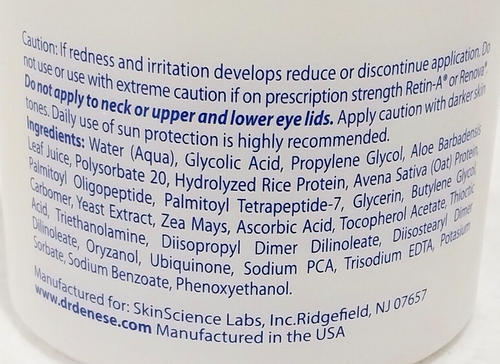 Caution: If redness and irritation develops reduce or discontinue application. Do
not use or use with extreme caution if on prescription strength Retin-A® or Renova®.
Do not apply to neck or upper and lower eye lids. Apply caution with darker skin
tones. Daily use of sun protection is highly recommended.
Ingredients: Water (Aqua), Glycolic Acid, Propylene Glycol, Aloe Barbadensis
Leaf Juice, Polysorbate 20, Hydrolyzed Rice Protein, Avena Sativa (Oat) Protein,
Palmitoyl Oligopeptide, Palmitoyl Tetrapeptide-7, Glycerin, Butylene Glycol,
Carbomer, Yeast Extract, Zea Mays, Ascorbic Acid, Tocopherol Acetate, Thioctic
Acid, Triethanolamine, Diisopropyl Dimer Dilinoleate, Diisostearyl Dimer
Dilinoleate, Oryzanol, Ubiquinone, Sodium PCA, Trisodium EDTA, Potassium
Sorbate, Sodium Benzoate, Phenoxyethanol.
Manufactured for: SkinScience Labs, Inc.Ridgefield, NJ 07657
www.drdenese.com Manufactured in the USA